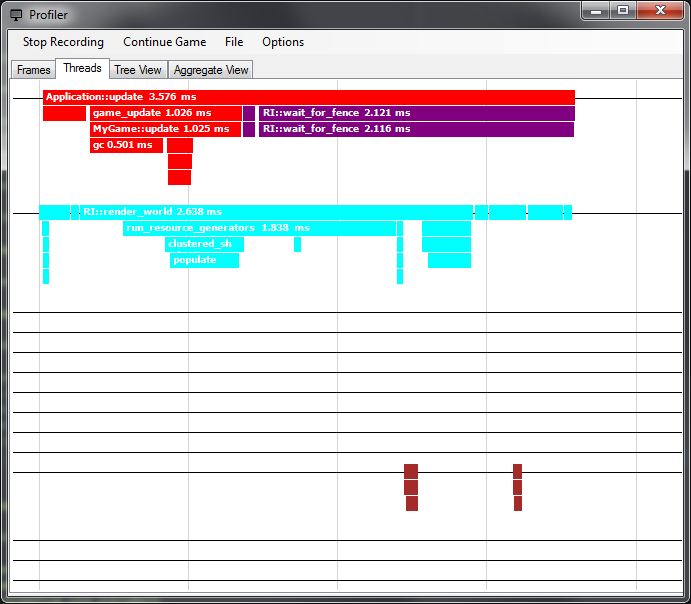 Profiler
Stop Recording Continue Game File Options
Frames Threads Tree View Aggregate View
Application::update 3.576 ms
game_update 1.026 ms RI::wait_for_fence 2.121 ms
MyGame::update 1.025 ms RI::wait_for_fence 2.116 ms
gc 0.501 ms
RI::render_world 2.638 ms
run_resource_generators 1.838 ms
clustered_sh
populate